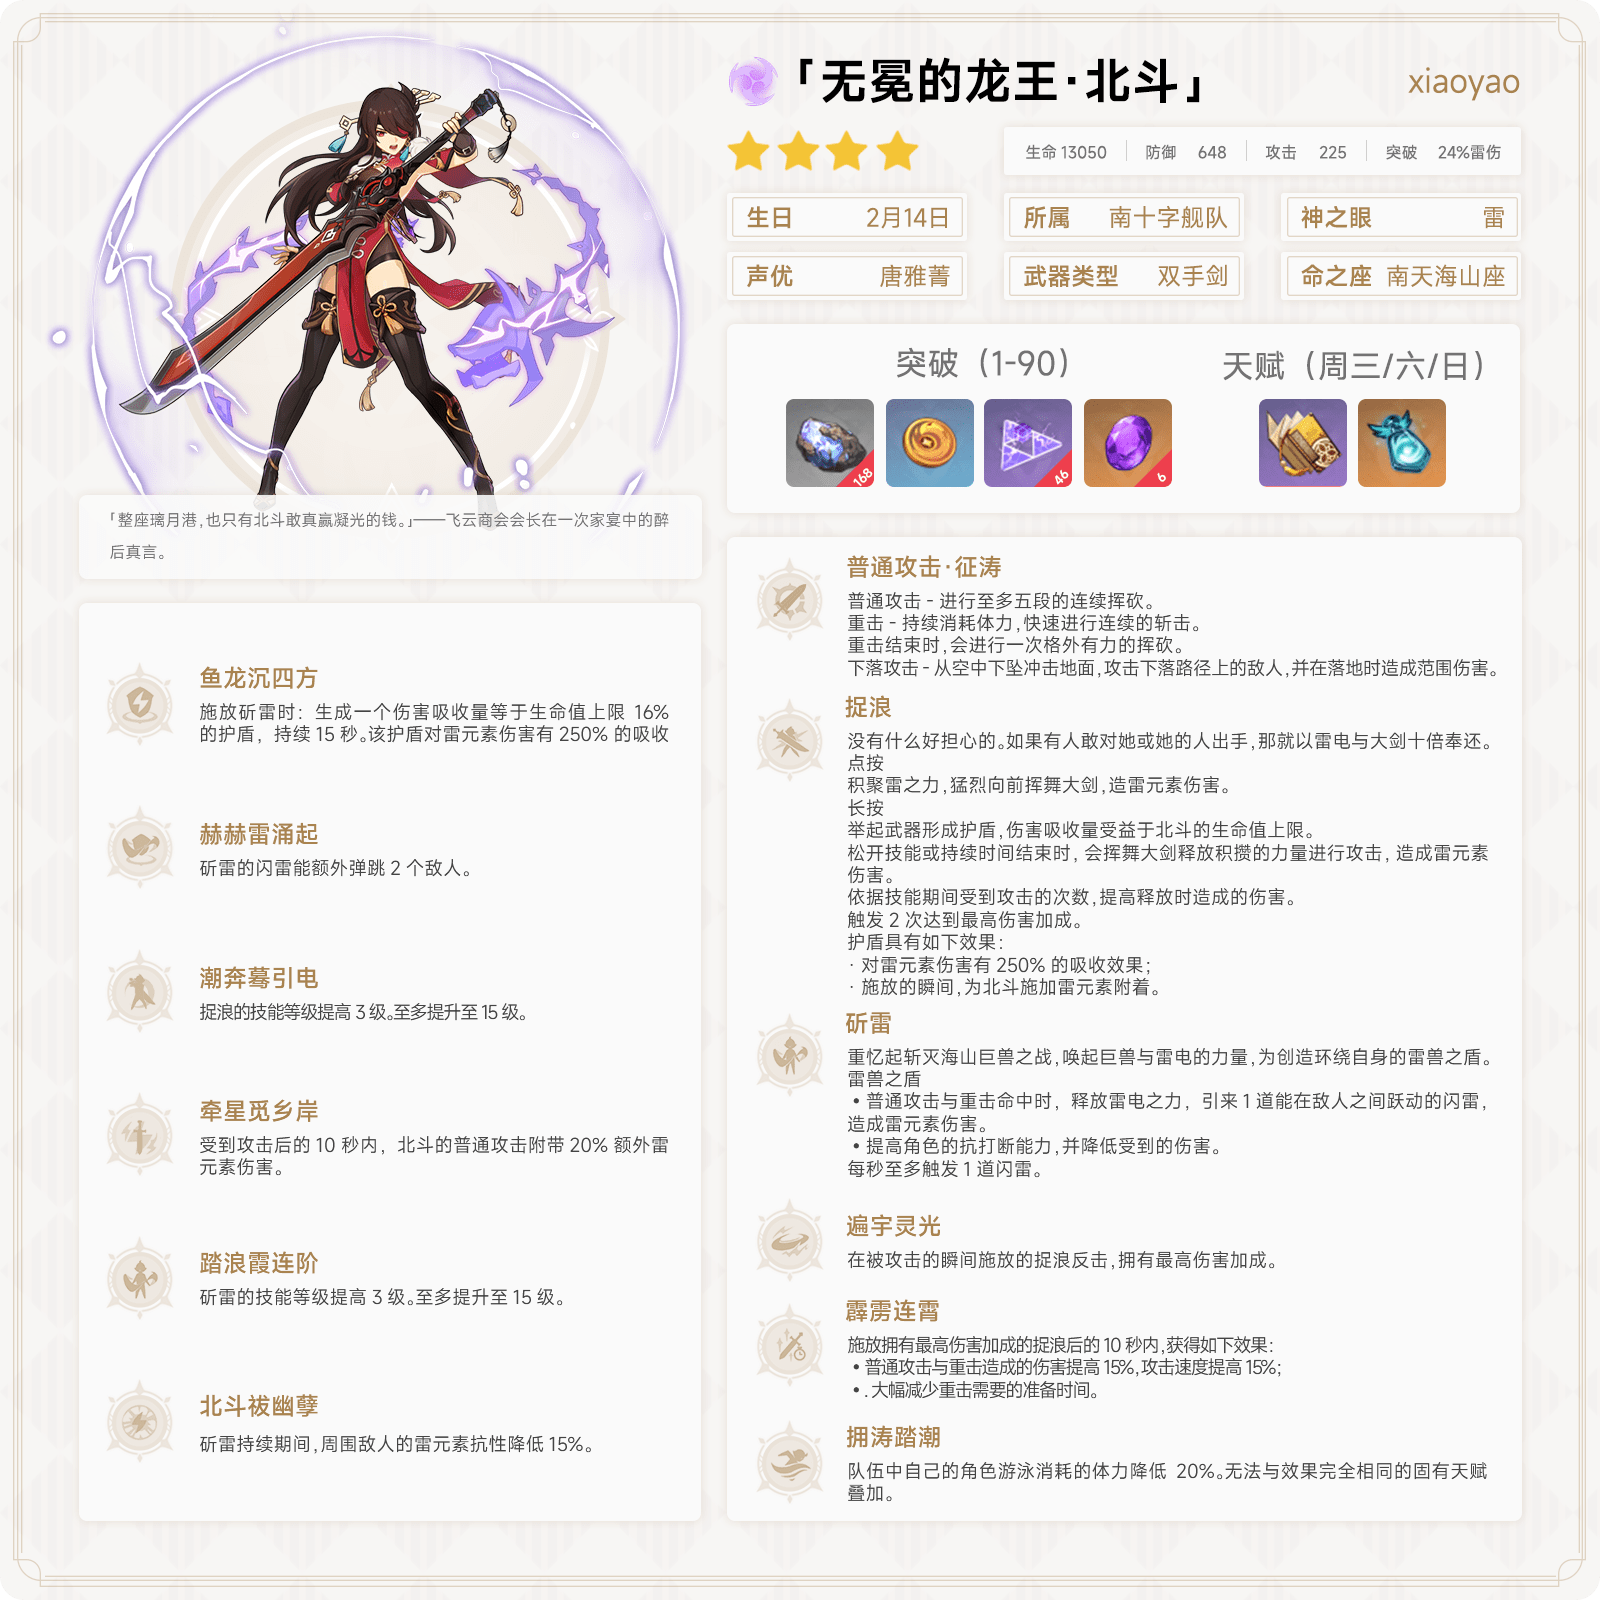 「无冕的龙王·北斗」
xiaoyao
生命 13050 防御 648 攻击 225 突破 24%雷伤
生日 2月14日
所属 南十字舰队
神之眼 雷
声优 唐雅菁
武器类型 双手剑
命之座 南天海山座
突破（1-90）
168
46
6
天赋（周三/六/日）
「整座璃月港,也只有北斗敢真赢凝光的钱。」——飞云商会会长在一次家宴中的醉
后真言。
鱼龙沉四方
施放斫雷时：生成一个伤害吸收量等于生命值上限 16%
的护盾，持续 15 秒。该护盾对雷元素伤害有 250% 的吸收
赫赫雷涌起
斫雷的闪雷能额外弹跳 2 个敌人。
潮奔蓦引电
捉浪的技能等级提高 3 级。至多提升至 15 级。
牵星觅乡岸
受到攻击后的 10 秒内，北斗的普通攻击附带 20% 额外雷
元素伤害。
踏浪霞连阶
斫雷的技能等级提高 3 级。至多提升至 15 级。
北斗祓幽孽
斫雷持续期间,周围敌人的雷元素抗性降低 15%。
普通攻击·征涛
普通攻击 - 进行至多五段的连续挥砍。
重击 - 持续消耗体力,快速进行连续的斩击。
重击结束时,会进行一次格外有力的挥砍。
下落攻击 - 从空中下坠冲击地面,攻击下落路径上的敌人,并在落地时造成范围伤害。
捉浪
没有什么好担心的。如果有人敢对她或她的人出手,那就以雷电与大剑十倍奉还。
点按
积聚雷之力,猛烈向前挥舞大剑,造雷元素伤害。
长按
举起武器形成护盾,伤害吸收量受益于北斗的生命值上限。
松开技能或持续时间结束时，会挥舞大剑释放积攒的力量进行攻击，造成雷元素
伤害。
依据技能期间受到攻击的次数,提高释放时造成的伤害。
触发 2 次达到最高伤害加成。
护盾具有如下效果：
· 对雷元素伤害有 250% 的吸收效果；
· 施放的瞬间,为北斗施加雷元素附着。
斫雷
重忆起斩灭海山巨兽之战,唤起巨兽与雷电的力量,为创造环绕自身的雷兽之盾。
雷兽之盾
• 普通攻击与重击命中时，释放雷电之力，引来 1 道能在敌人之间跃动的闪雷，
造成雷元素伤害。
• 提高角色的抗打断能力,并降低受到的伤害。
每秒至多触发 1 道闪雷。
遍宇灵光
在被攻击的瞬间施放的捉浪反击,拥有最高伤害加成。
霹雳连霄
施放拥有最高伤害加成的捉浪后的 10 秒内,获得如下效果：
• 普通攻击与重击造成的伤害提高 15%,攻击速度提高 15%;
• . 大幅减少重击需要的准备时间。
拥涛踏潮
队伍中自己的角色游泳消耗的体力降低 20%。无法与效果完全相同的固有天赋
叠加。